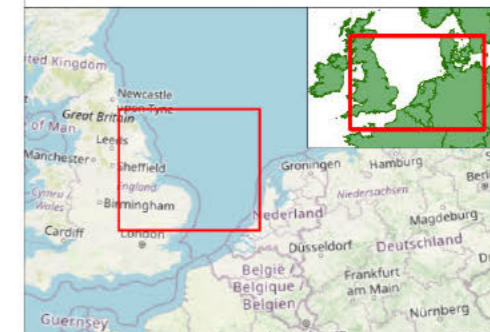 United Kingdom
Newcastle
upon Tyne
Great Britain
of Man
Leeds
Manchester
Sheffield
England
Cymru /
Wales
Birmingham
Cardiff
London
Guernsey
Groningen
Hamburg
Niedersachsen
Nederland
Magdeburg
Düsseldorf
Deutschland
België /
Belgique /
Belgien
Frankfurt
am Main
Nürnberg